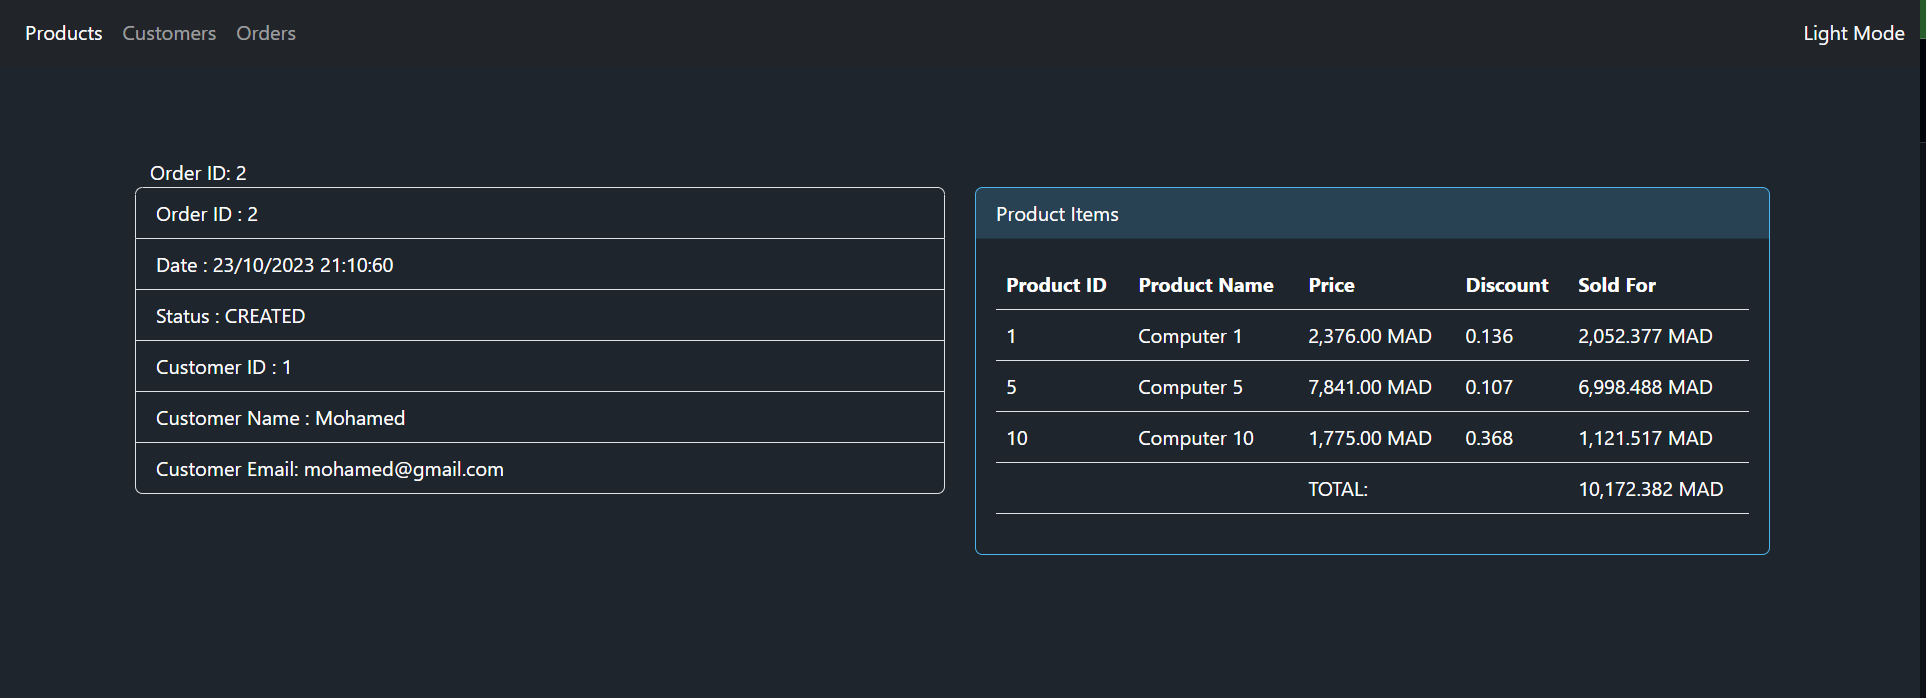 Products Customers Orders Light Mode
Order ID: 2
Order ID : 2
Date : 23/10/2023 21:10:60
Status : CREATED
Customer ID : 1
Customer Name : Mohamed
Customer Email: mohamed@gmail.com
Product Items
Product ID Product Name Price Discount Sold For
1 Computer 1 2,376.00 MAD 0.136 2,052.377 MAD
5 Computer 5 7,841.00 MAD 0.107 6,998.488 MAD
10 Computer 10 1,775.00 MAD 0.368 1,121.517 MAD
TOTAL: 10,172.382 MAD